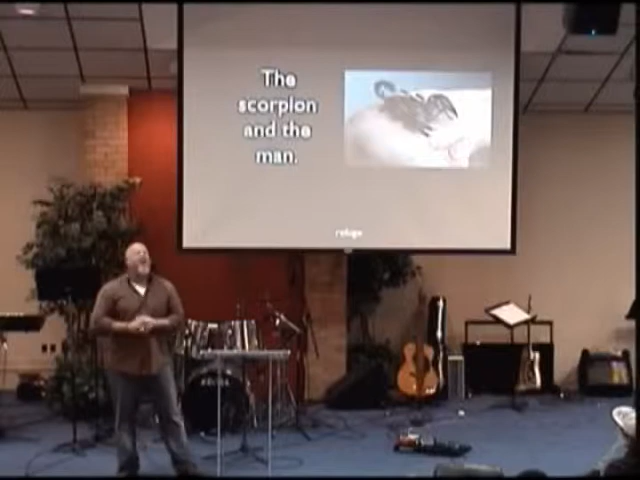 The
scorpion
and the
man.
refuge